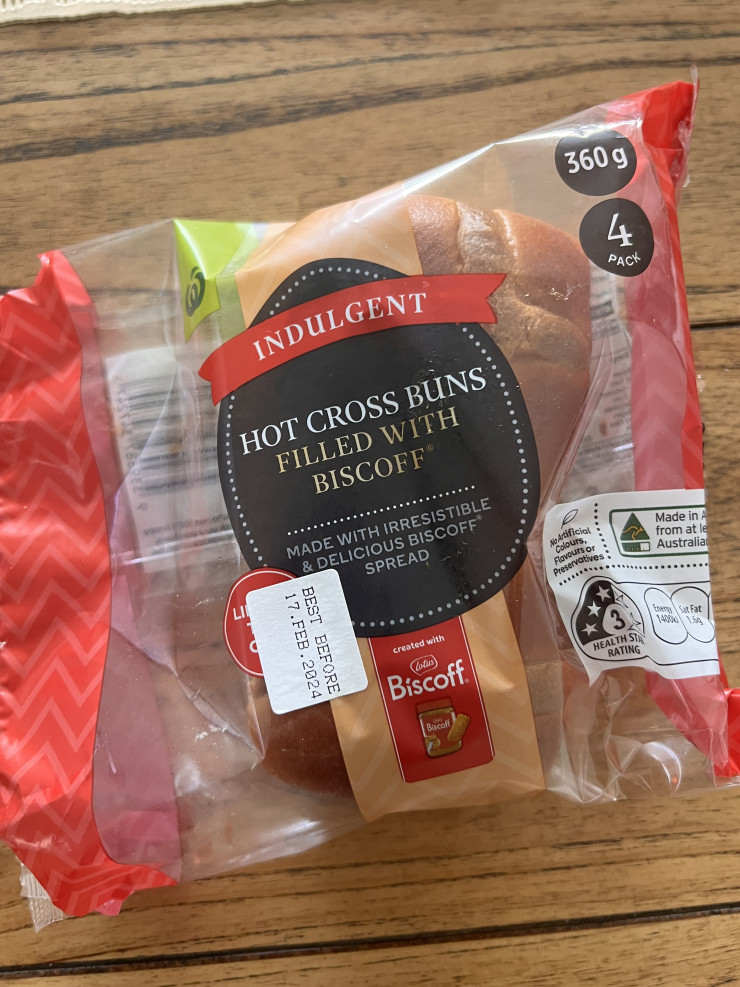 360g
4
PACK
INDULGENT
HOT CROSS BUNS
FILLED WITH
BISCOFF®
MADE WITH IRRESISTIBLE
& DELICIOUS BISCOFF®
SPREAD
BEST BEFORE
17.FEB.2024
created with
Lotus
Biscoff
Biscoff
No Artificial
Colours,
Flavours or
Preservatives
Made in A
from at le
Australia
3
HEALTH STA
RATING
Energy
1400kJ
Sat Fat
1.6g